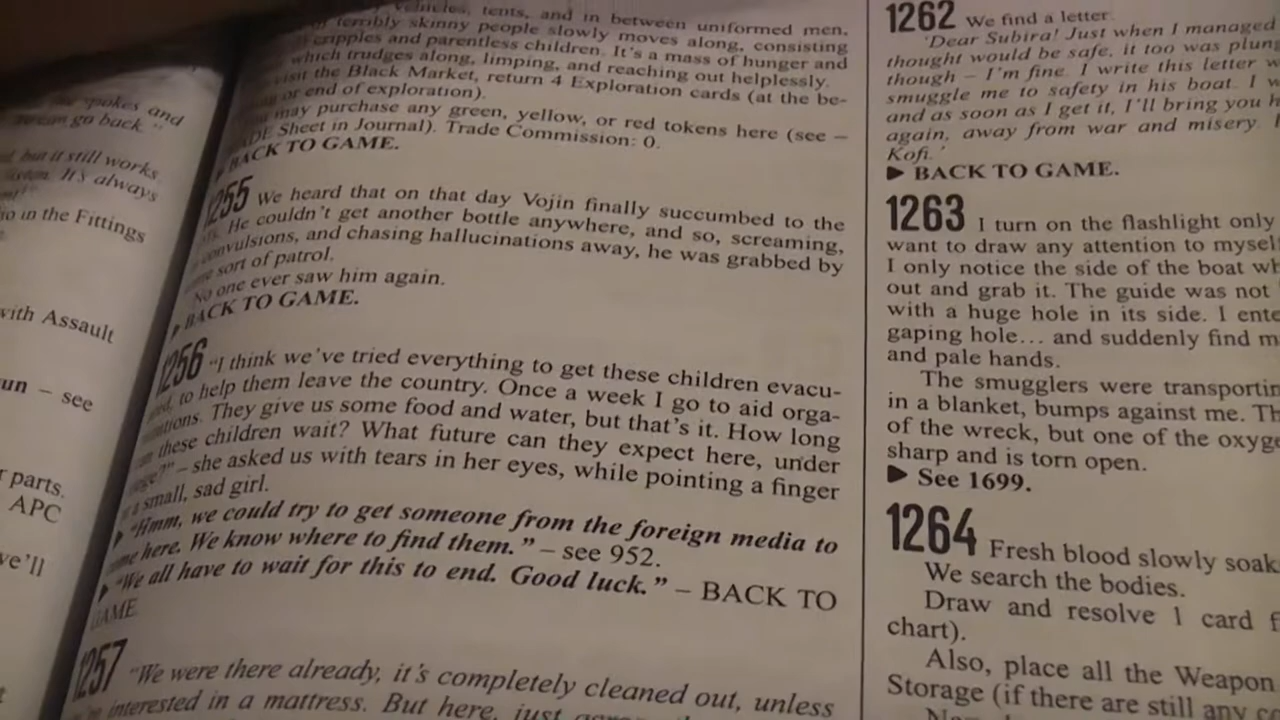 spokes and
go back."
but it still works
It's always
in the Fittings
with Assault
– see
parts.
APC
we'll
vehicles, tents, and in between uniformed men,
terribly skinny people slowly moves along, consisting
cripples and parentless children. It's a mass of hunger and
which trudges along, limping, and reaching out helplessly.
visit the Black Market, return 4 Exploration cards (at the be-
or end of exploration).
may purchase any green, yellow, or red tokens here (see –
Sheet in Journal). Trade Commission: 0.
BACK TO GAME.
1255 We heard that on that day Vojin finally succumbed to the
He couldn't get another bottle anywhere, and so, screaming,
convulsions, and chasing hallucinations away, he was grabbed by
sort of patrol.
No one ever saw him again.
▶ BACK TO GAME.
1256 "I think we've tried everything to get these children evacu-
to help them leave the country. Once a week I go to aid orga-
They give us some food and water, but that's it. How long
these children wait? What future can they expect here, under
– she asked us with tears in her eyes, while pointing a finger
a small, sad girl.
▶ "Hmm, we could try to get someone from the foreign media to
here. We know where to find them." – see 952.
▶ "We all have to wait for this to end. Good luck." – BACK TO
GAME.
1257 "We were there already, it's completely cleaned out, unless
interested in a mattress. But here, just
1262 We find a letter.
'Dear Subira! Just when I managed
thought would be safe, it too was
though – I'm fine. I write this letter
smuggle me to safety in his boat. I
and as soon as I get it, I'll bring you
again, away from war and misery.
Kofi.'
▶ BACK TO GAME.
1263 I turn on the flashlight only
want to draw any attention to
I only notice the side of the boat
out and grab it. The guide was not
with a huge hole in its side. I
gaping hole... and suddenly find
and pale hands.
The smugglers were
in a blanket, bumps against me.
of the wreck, but one of the
sharp and is torn open.
▶ See 1699.
1264 Fresh blood slowly
We search the bodies.
Draw and resolve 1 card
chart).
Also, place all the Weapon
Storage (if there are still any